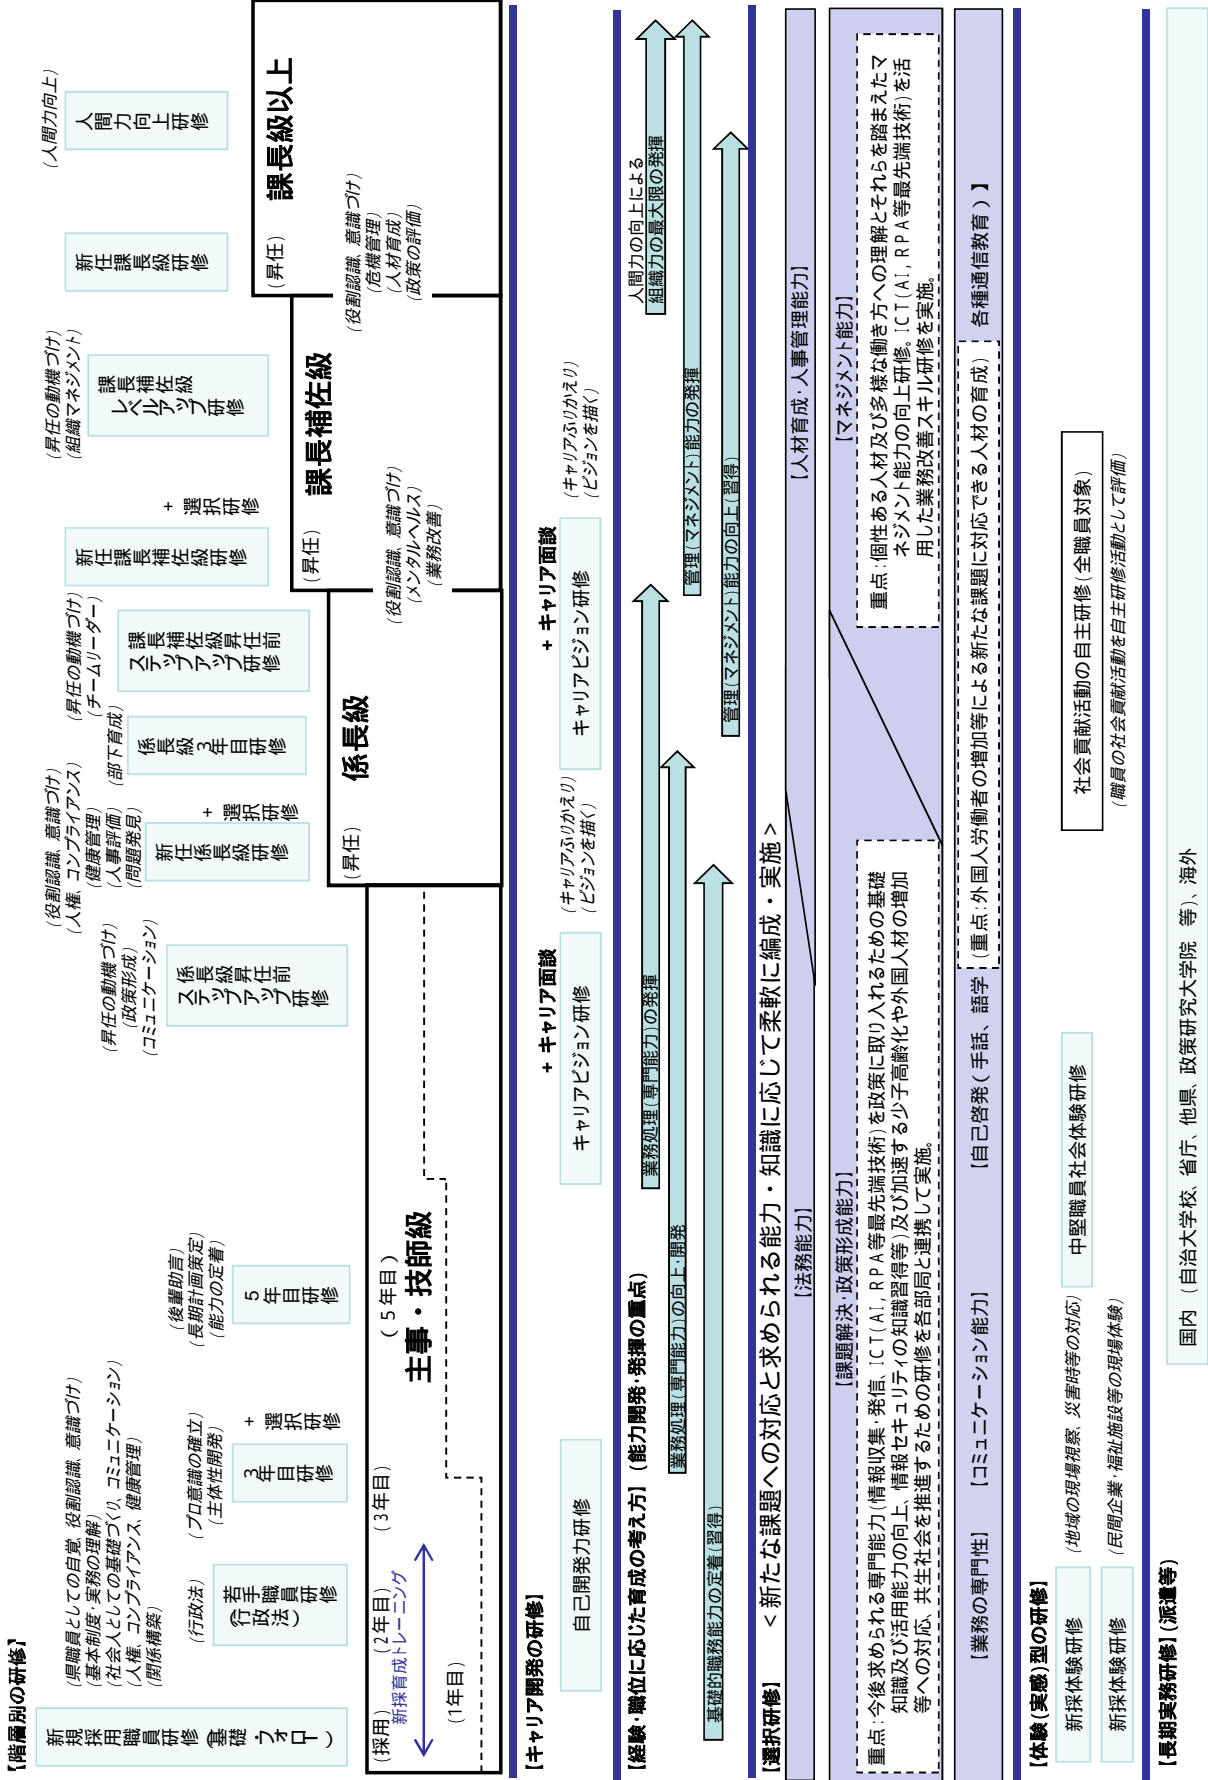 【階層別の研修】
新規採用職員研修(基礎・フォロー)
(県職員としての自覚、役割認識、意識づけ)
(基本制度・実務の理解)
(社会人としての基礎づくり、コミュニケーション)
(人権、コンプライアンス、健康管理)
(関係構築)
(行政法)
若手職員研修
(行政法)
(プロ意識の確立)
(主体性開発)
3年目研修
+
選択研修
(後輩助言)
(長期計画策定)
(能力の定着)
5年目研修
(昇任の動機づけ)
(政策形成)
(コミュニケーション)
係長級昇任前
ステップアップ研修
(役割認識、意識づけ)
(人権、コンプライアンス)
(健康管理)
(人事評価)
(問題発見)
新任係長級研修
+
選択研修
(部下育成)
係長級3年目研修
(昇任の動機づけ)
(チームリーダー)
課長補佐級昇任前
ステップアップ研修
新任課長補佐級研修
+
選択研修
(昇任の動機づけ)
(組織マネジメント)
課長補佐級
レベルアップ研修
新任課長級研修
(人間力向上)
人間力向上研修
(採用)
(2年目)
(3年目)
(5年目)
新採育成トレーニング
(1年目)
主事・技師級
(昇任)
係長級
(昇任)
課長補佐級
(役割認識、意識づけ)
(メンタルヘルス)
(業務改善)
(昇任)
課長級以上
(役割認識、意識づけ)
(危機管理)
(人材育成)
(政策の評価)
【キャリア開発の研修】
自己開発力研修
+ キャリア面談
キャリアビジョン研修
(キャリアふりかえり)
(ビジョンを描く)
+ キャリア面談
キャリアビジョン研修
(キャリアふりかえり)
(ビジョンを描く)
【経験・職位に応じた育成の考え方】(能力開発・発揮の重点)
人間力の向上による
組織力の最大限の発揮
業務処理(専門能力)の発揮
業務処理(専門能力)の向上・開発
管理(マネジメント)能力の発揮
基礎的職務能力の定着(習得)
管理(マネジメント)能力の向上(習得)
【選択研修】
<新たな課題への対応と求められる能力・知識に応じて柔軟に編成・実施>
【法務能力】
【人材育成・人事管理能力】
【課題解決・政策形成能力】
【マネジメント能力】
重点:今後求められる専門能力(情報収集・発信、ICT(AI,RPA等最先端技術)を政策に取り入れるための基礎
知識及び活用能力の向上、情報セキュリティの知識習得等)及び加速する少子高齢化や外国人材の増加
等への対応、共生社会を推進するための研修を各部局と連携して実施。
重点:個性ある人材及び多様な働き方への理解とそれらを踏まえたマ
ネジメント能力の向上研修。ICT(AI,RPA等最先端技術)を活
用した業務改善スキル研修を実施。
【業務の専門性】
【コミュニケーション能力】
【自己啓発(手話、語学
(重点:外国人労働者の増加等による新たな課題に対応できる人材の育成)
各種通信教育)】
【体験(実感)型の研修】
新採体験研修
(地域の現場視察、災害時等の対応)
新採体験研修
(民間企業・福祉施設等の現場体験)
中堅職員社会体験研修
社会貢献活動の自主研修(全職員対象)
(職員の社会貢献活動を自主研修活動として評価)
【長期実務研修】(派遣等)
国内(自治大学校、省庁、他県、政策研究大学院 等)、海外